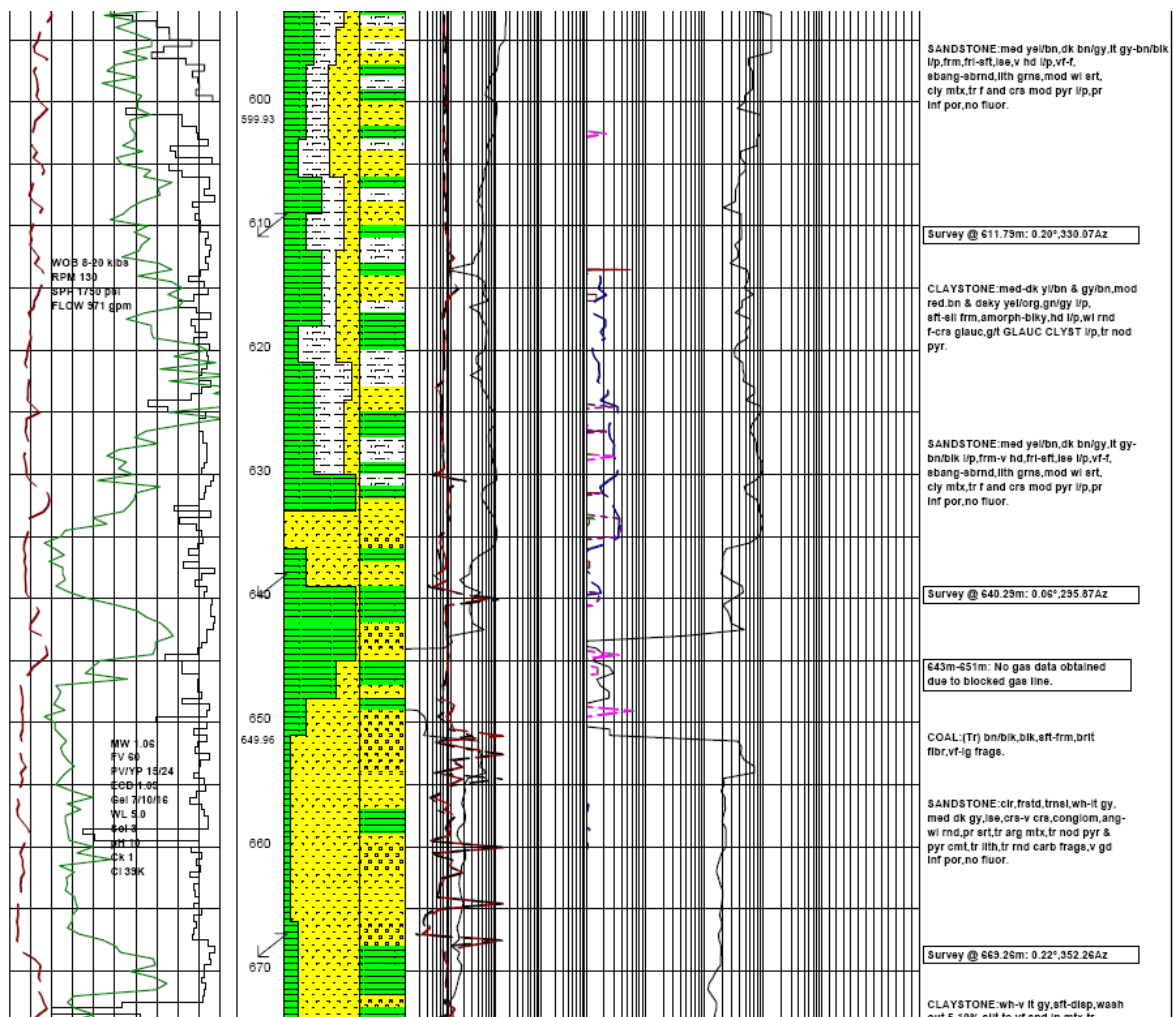 SANDSTONE:med yel/bn,dk bn/gy,lt gy-bn/blk
i/p,frm,fri-sft,lse,v hd i/p,vf-f,
sbang-sbrnd,lith grns,mod wl srt,
cly mtx,tr f and crs mod pyr i/p,pr
inf por,no fluor.
600
599.93
610
Survey @ 611.79m: 0.20°,330.07Az
WOB 8-20 klbs
RPM 130
SPP 1750 psi
FLOW 971 gpm
CLAYSTONE:med-dk yl/bn & gy/bn,mod
red.bn & dsky yel/org,gn/gy i/p,
sft-sli frm,amorph-blky,hd i/p,wl rnd
f-crs glauc,g/t GLAUC CLYST i/p,tr nod
pyr.
620
SANDSTONE:med yel/bn,dk bn/gy,lt gy-
bn/blk i/p,frm-v hd,fri-sft,lse i/p,vf-f,
sbang-sbrnd,lith grns,mod wl srt,
cly mtx,tr f and crs mod pyr i/p,pr
inf por,no fluor.
630
640
Survey @ 640.29m: 0.06°,295.87Az
643m-651m: No gas data obtained
due to blocked gas line.
650
649.96
MW 1.06
FV 60
PV/YP 15/24
ECD 1.09
Gel 7/10/16
WL 5.0
Sol 3
pH 10
Ck 1
Cl 39K
COAL:(Tr) bn/blk,blk,sft-frm,brit
fibr,vf-lg frags.
SANDSTONE:clr,frstd,trnsl,wh-lt gy,
med dk gy,lse,crs-v crs,conglom,ang-
wl rnd,pr srt,tr arg mtx,tr nod pyr &
pyr cmt,tr lith,tr rnd carb frags,v gd
inf por,no fluor.
660
Survey @ 669.26m: 0.22°,352.26Az
670
CLAYSTONE:wh-v lt gy,sft-disp,wash